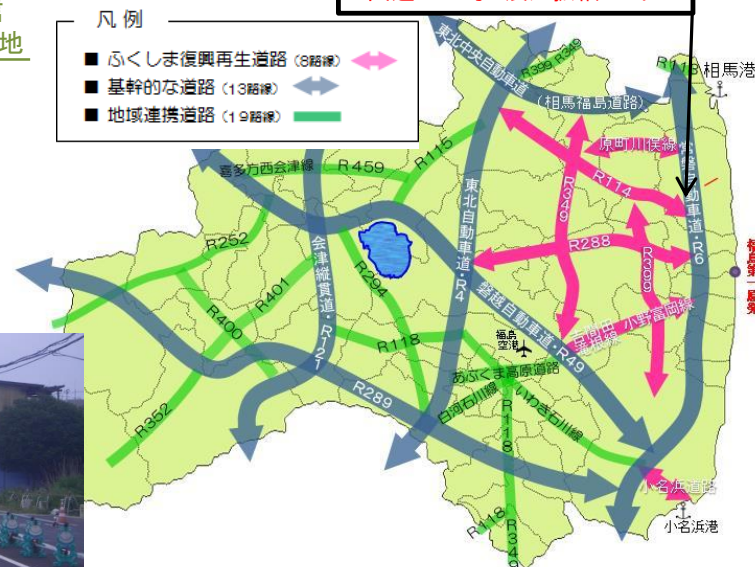 地
凡例
■ ふくしま復興再生道路（8路線）
■ 基幹的な道路（13路線）
■ 地域連携道路（19路線）
東北中央自動車道
（相馬福島道路）
R399
R349
R113
相馬港
原町川俣線
喜多方西会津線
R459
R115
R114
R349
常磐自動車道・R6
東北自動車道・R4
R252
R401
会津縦貫道・R121
R294
R288
R399
磐越自動車道・R49
R400
R118
福島空港
吉間田滝根線
小野富岡線
あぶくま高原道路
R352
R289
白河石川線
R118
いわき石川線
小名浜道路
小名浜港
R118
R349